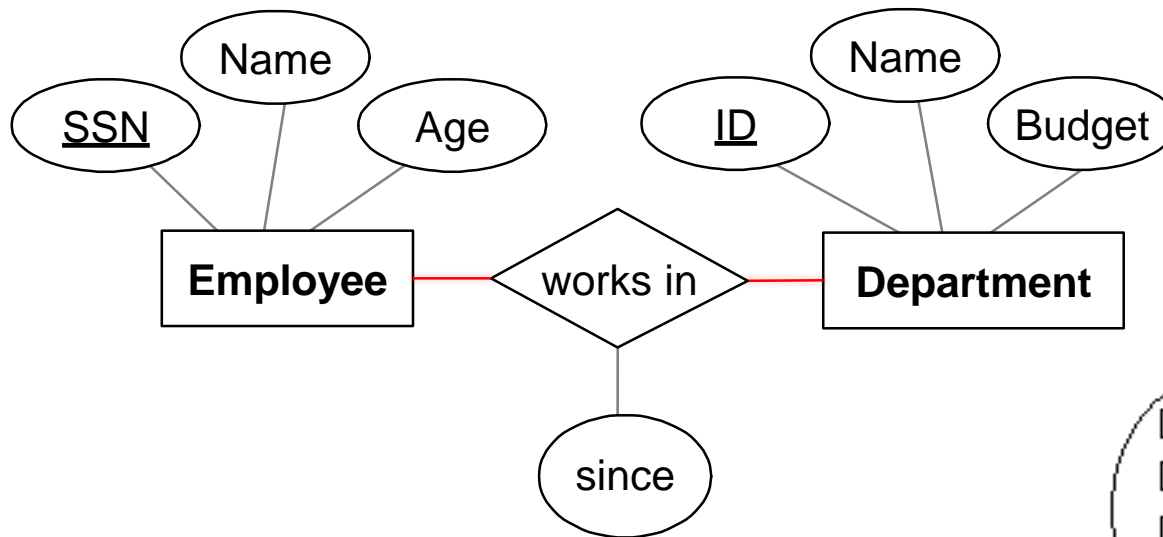 Name
Name
SSN
Age
ID
Budget
Employee
works in
Department
since